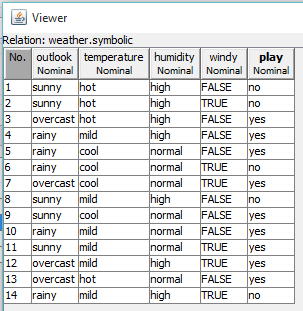 Viewer
Relation: weather.symbolic
No. outlook temperature humidity windy play
Nominal Nominal Nominal Nominal Nominal
1 sunny hot high FALSE no
2 sunny hot high TRUE no
3 overcast hot high FALSE yes
4 rainy mild high FALSE yes
5 rainy cool normal FALSE yes
6 rainy cool normal TRUE no
7 overcast cool normal TRUE yes
8 sunny mild high FALSE no
9 sunny cool normal FALSE yes
10 rainy mild normal FALSE yes
11 sunny mild normal TRUE yes
12 overcast mild high TRUE yes
13 overcast hot normal FALSE yes
14 rainy mild high TRUE no